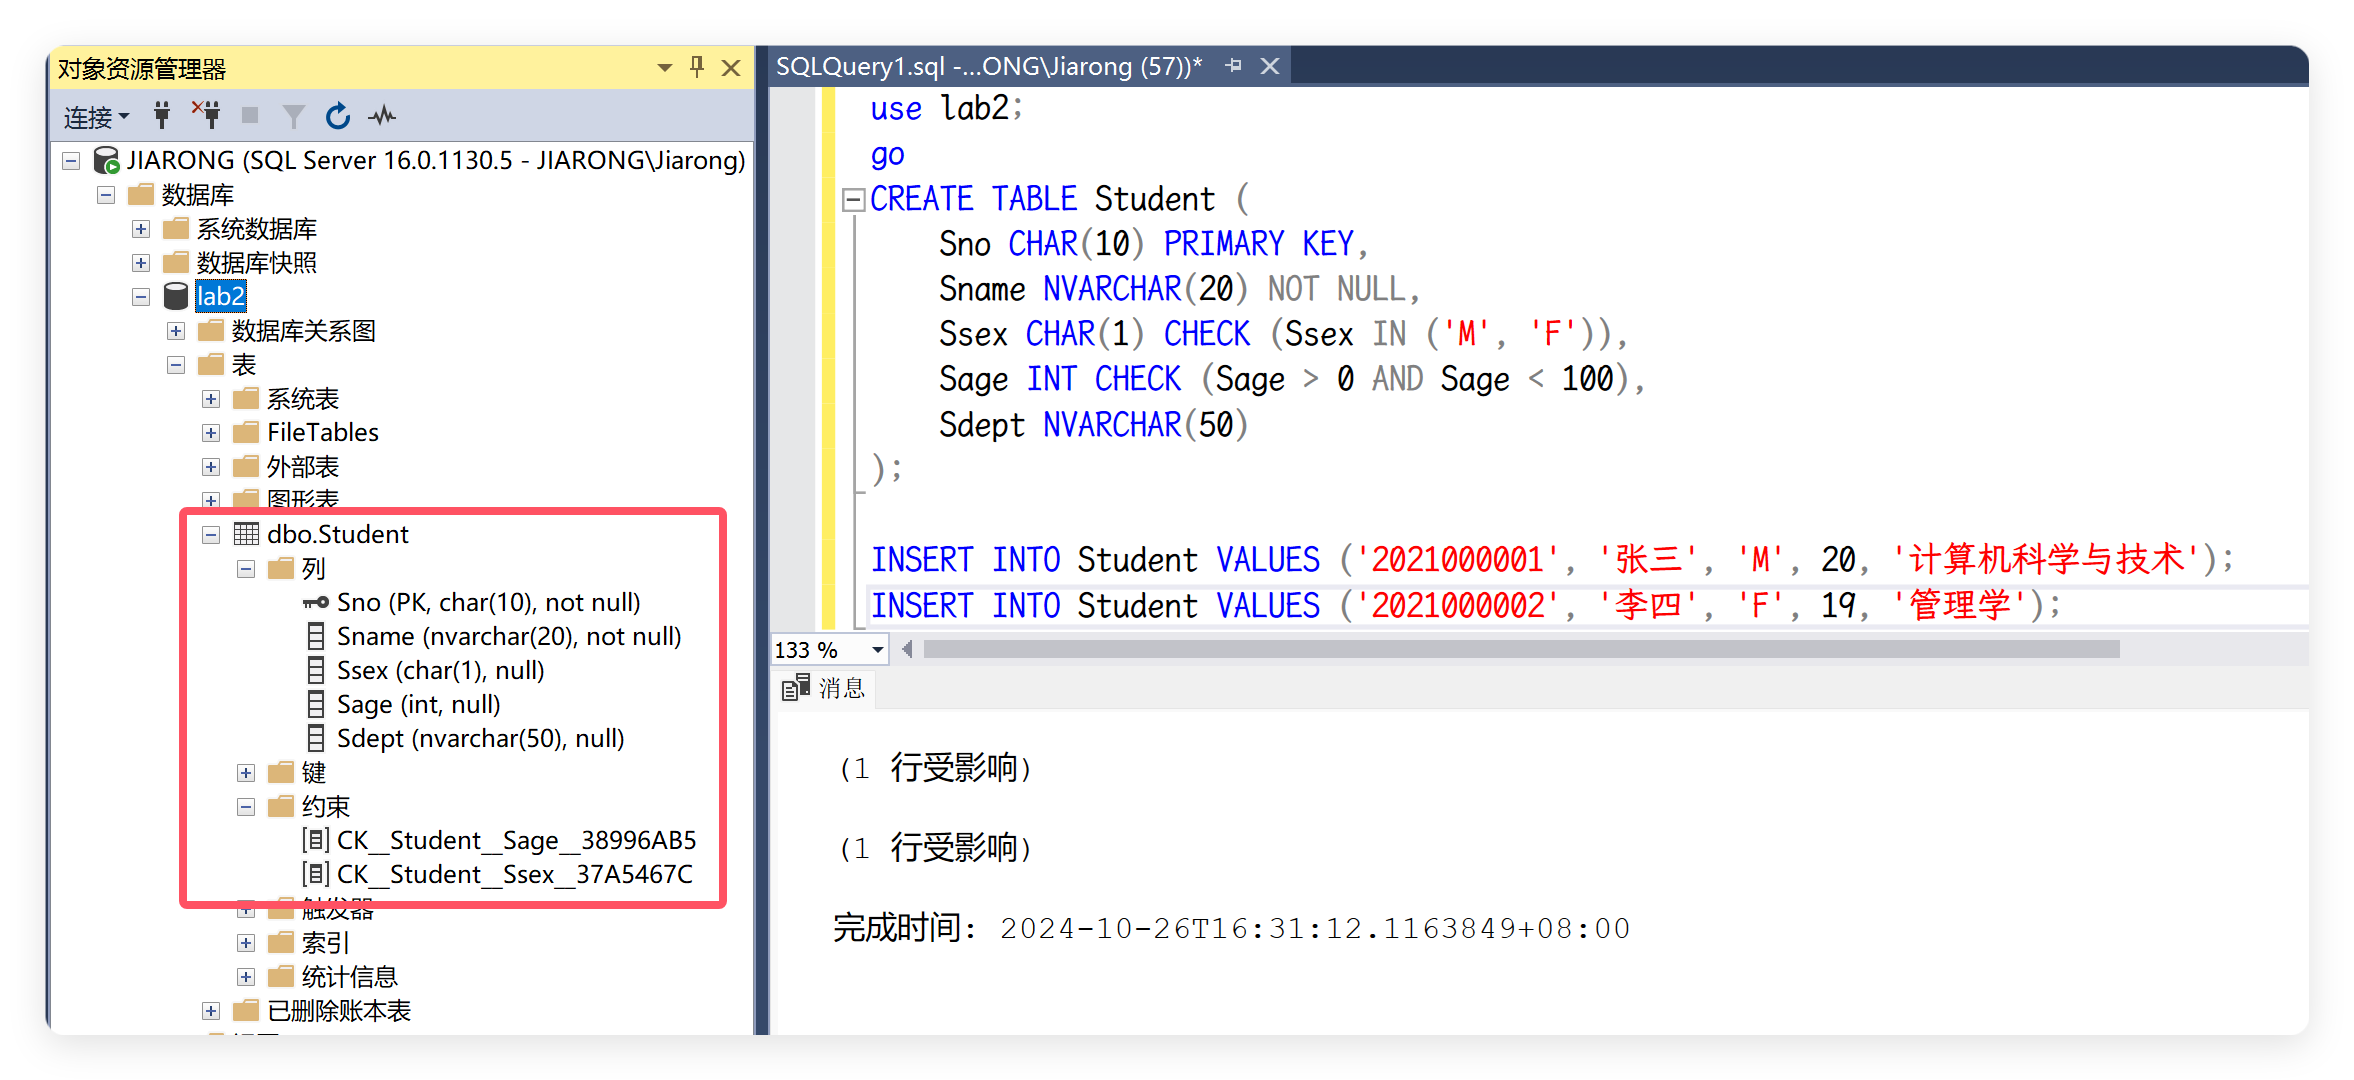 对象资源管理器
连接
JIARONG (SQL Server 16.0.1130.5 - JIARONG\Jiarong)
数据库
系统数据库
数据库快照
lab2
数据库关系图
表
系统表
FileTables
外部表
图形表
dbo.Student
列
Sno (PK, char(10), not null)
Sname (nvarchar(20), not null)
Ssex (char(1), null)
Sage (int, null)
Sdept (nvarchar(50), null)
键
约束
CK__Student__Sage__38996AB5
CK__Student__Ssex__37A5467C
触发器
索引
统计信息
已删除账本表
SQLQuery1.sql -...ONG\Jiarong (57))*
use lab2;
go
CREATE TABLE Student (
Sno CHAR(10) PRIMARY KEY,
Sname NVARCHAR(20) NOT NULL,
Ssex CHAR(1) CHECK (Ssex IN ('M', 'F')),
Sage INT CHECK (Sage > 0 AND Sage < 100),
Sdept NVARCHAR(50)
);
INSERT INTO Student VALUES ('2021000001', '张三', 'M', 20, '计算机科学与技术');
INSERT INTO Student VALUES ('2021000002', '李四', 'F', 19, '管理学');
133 %
消息
(1 行受影响)
(1 行受影响)
完成时间: 2024-10-26T16:31:12.1163849+08:00